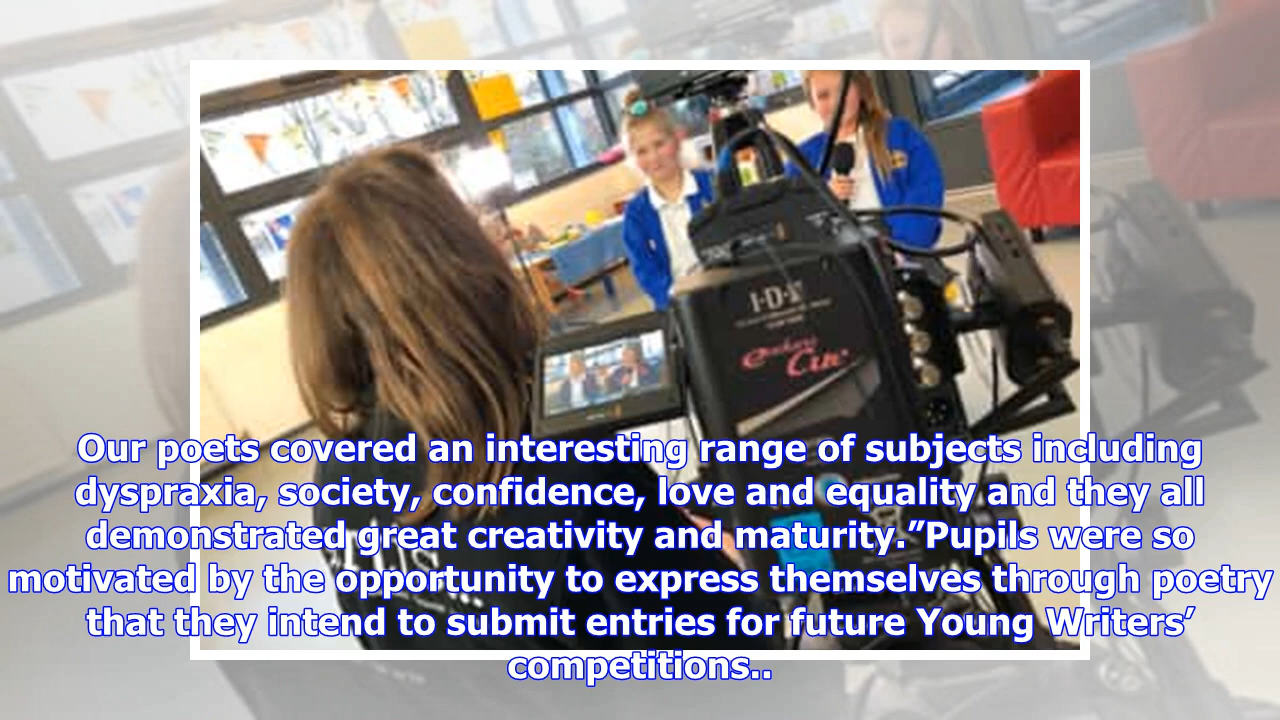 I·D·X
Our poets covered an interesting range of subjects including
dyspraxia, society, confidence, love and equality and they all
demonstrated great creativity and maturity.”Pupils were so
motivated by the opportunity to express themselves through poetry
that they intend to submit entries for future Young Writers’
competitions..